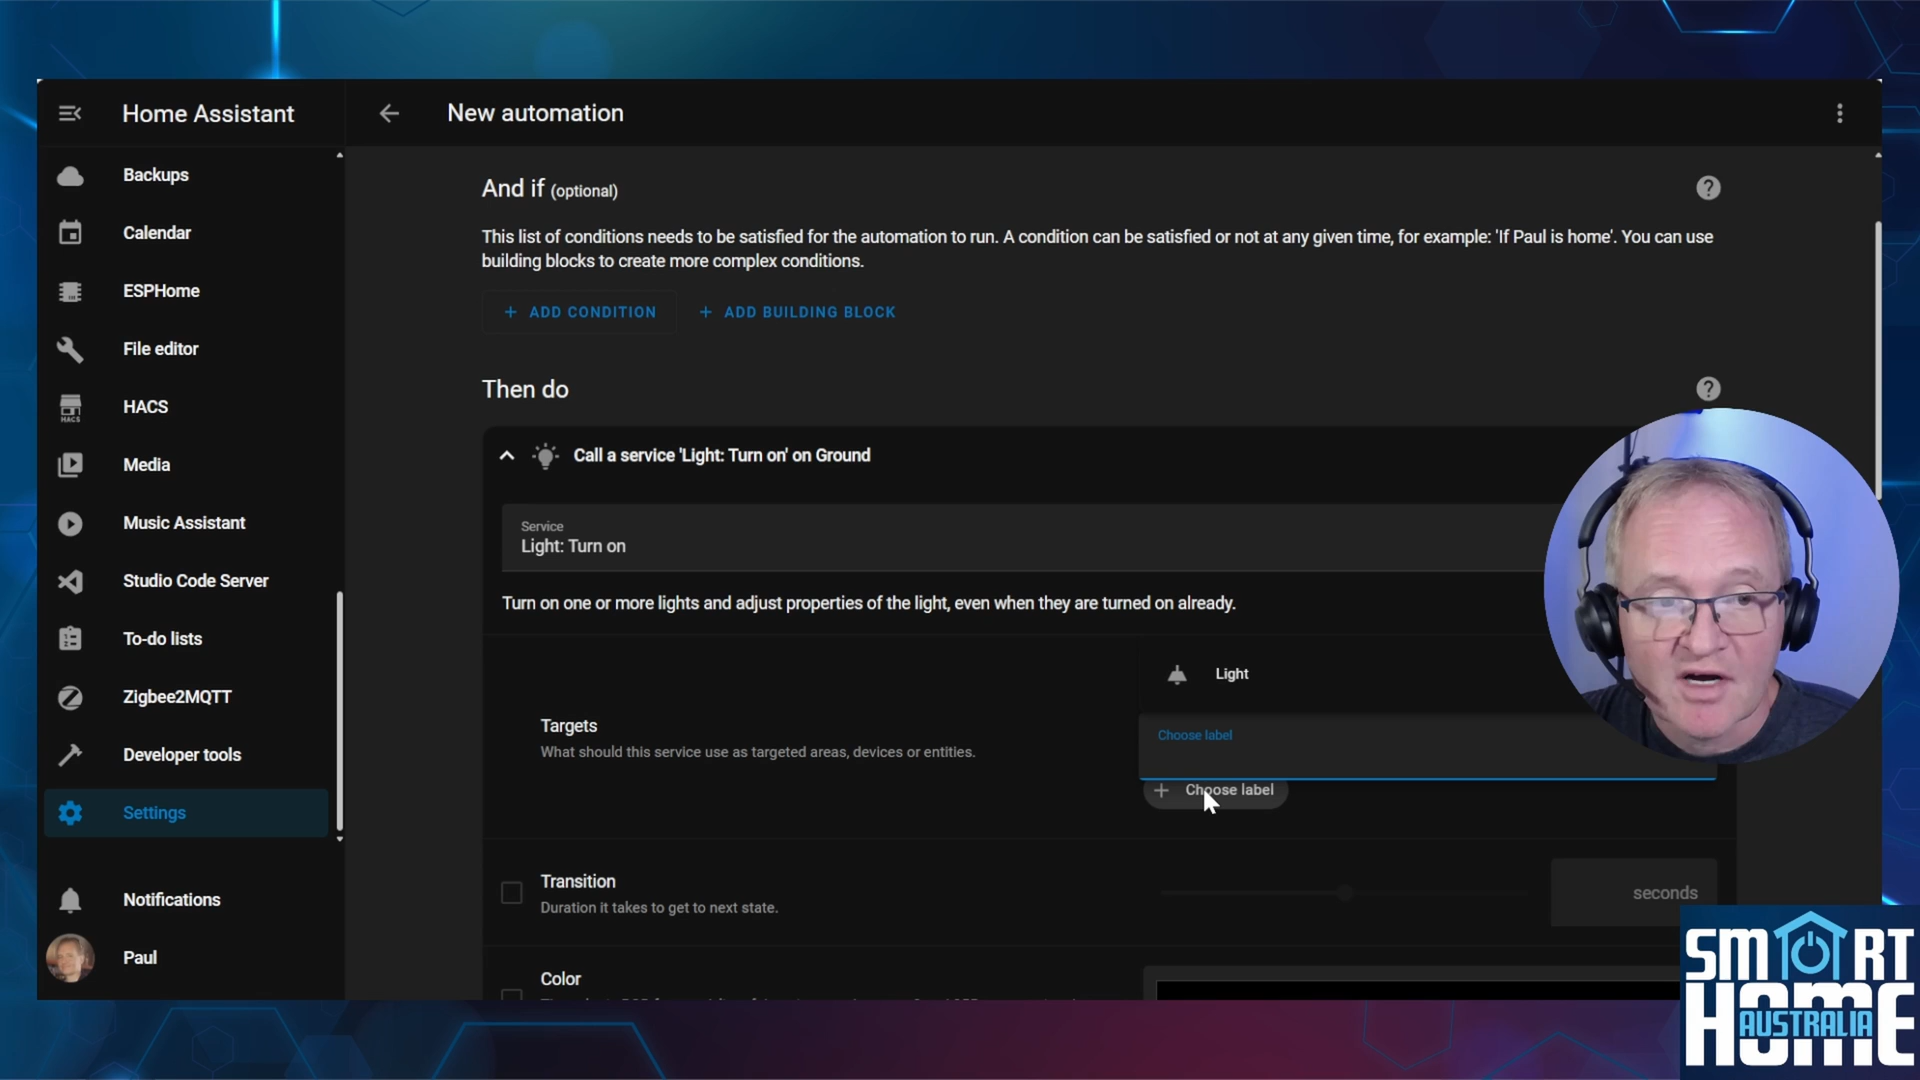 Home Assistant
New automation
Backups
Calendar
ESPHome
File editor
HACS
HACS
Media
Music Assistant
Studio Code Server
To-do lists
Zigbee2MQTT
Developer tools
Settings
Notifications
Paul
And if (optional)
This list of conditions needs to be satisfied for the automation to run. A condition can be satisfied or not at any given time, for example: 'If Paul is home'. You can use
building blocks to create more complex conditions.
+ ADD CONDITION
+ ADD BUILDING BLOCK
Then do
Call a service 'Light: Turn on' on Ground
Service
Light: Turn on
Turn on one or more lights and adjust properties of the light, even when they are turned on already.
Targets
What should this service use as targeted areas, devices or entities.
Light
Choose label
+ Choose label
Transition
Duration it takes to get to next state.
seconds
Color
SMART
HOME
AUSTRALIA